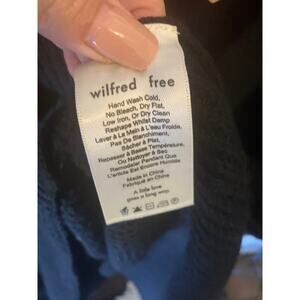 wilfred free
Hand Wash Cold,
No Bleach, Dry Flat,
Low Iron, Or Dry Clean
Reshape Whilst Damp
Laver À La Main À L'eau Froide,
Pas De Blanchiment,
Sécher À Plat,
Repasser À Basse Température,
Ou Nettoyer À Sec
Remodeler Pendant Que
L'article Est Encore Humide
Made in China
Fabriqué en China
A little love
goes a long way.